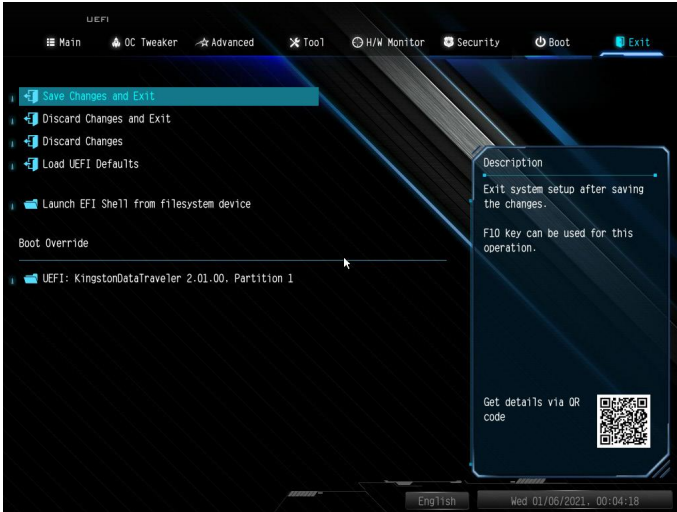 UEFI
Main OC Tweaker Advanced Tool H/W Monitor Security Boot Exit
Save Changes and Exit
Discard Changes and Exit
Discard Changes
Load UEFI Defaults
Launch EFI Shell from filesystem device
Boot Override
UEFI: KingstonDataTraveler 2.01.00, Partition 1
Description
Exit system setup after saving
the changes.
F10 key can be used for this
operation.
Get details via QR
code
English
Wed 01/06/2021. 00:04:18